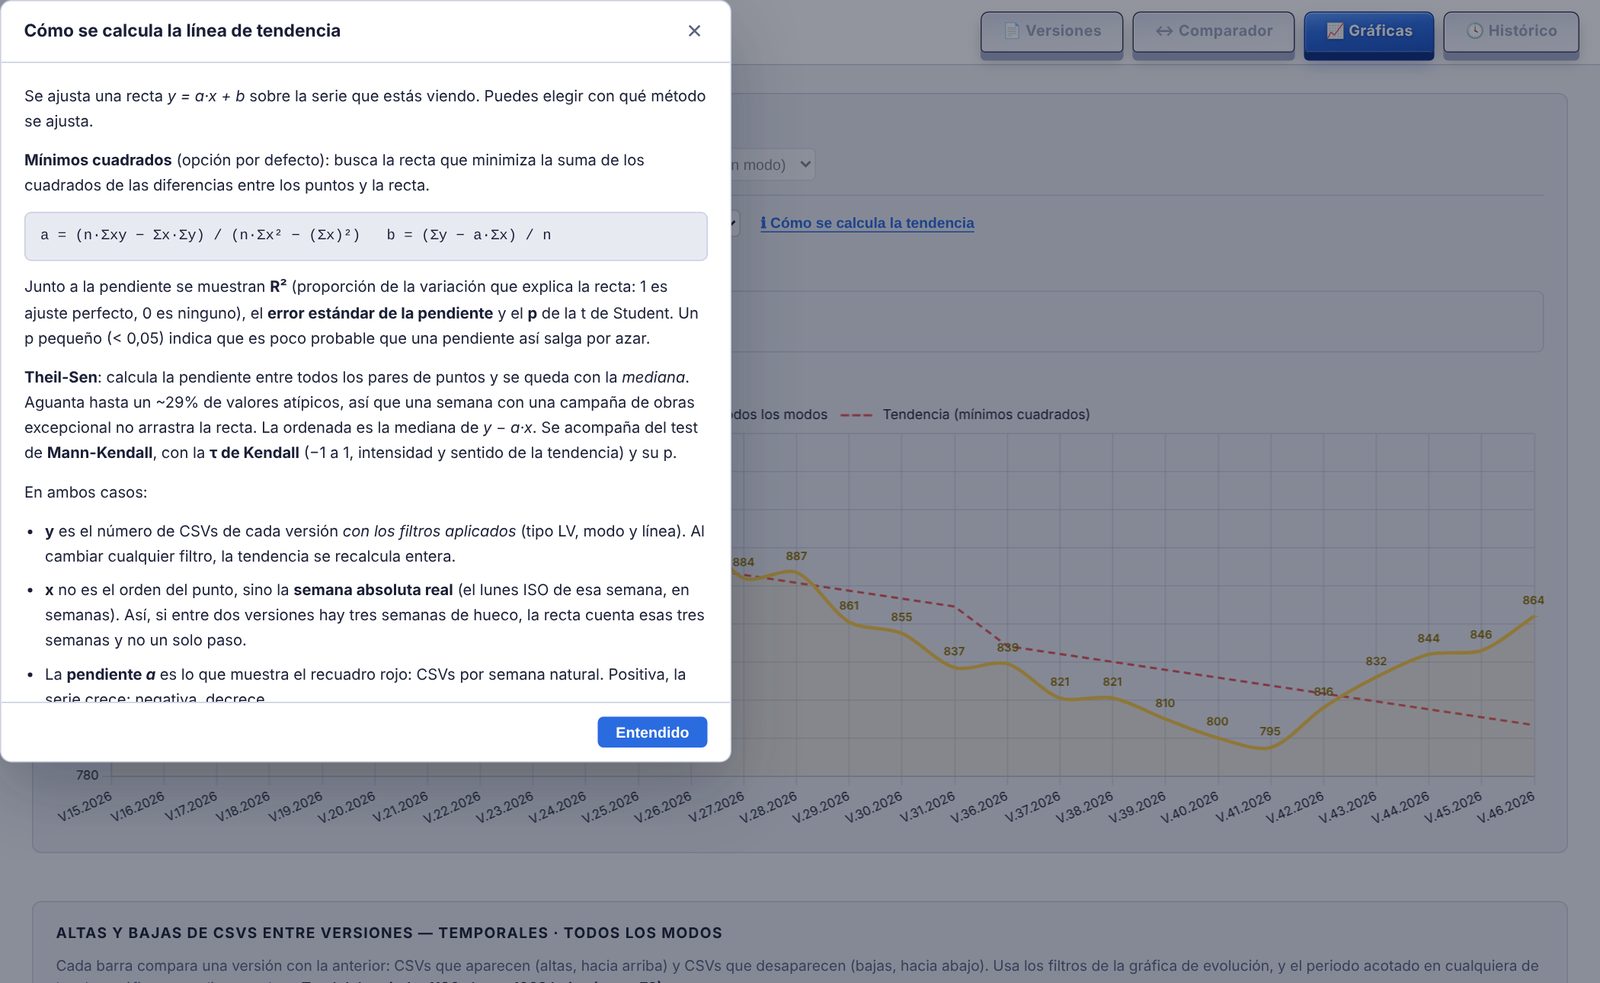 Cómo se calcula la línea de tendencia ×
📄 Versiones ↔ Comparador 📈 Gráficas 🕓 Histórico
Se ajusta una recta y = a·x + b sobre la serie que estás viendo. Puedes elegir con qué método
se ajusta.
n modo)
Mínimos cuadrados (opción por defecto): busca la recta que minimiza la suma de los
cuadrados de las diferencias entre los puntos y la recta.
ℹ Cómo se calcula la tendencia
a = (n·Σxy − Σx·Σy) / (n·Σx² − (Σx)²) b = (Σy − a·Σx) / n
Junto a la pendiente se muestran R² (proporción de la variación que explica la recta: 1 es
ajuste perfecto, 0 es ninguno), el error estándar de la pendiente y el p de la t de Student. Un
p pequeño (< 0,05) indica que es poco probable que una pendiente así salga por azar.
Theil-Sen: calcula la pendiente entre todos los pares de puntos y se queda con la mediana.
Aguanta hasta un ~29% de valores atípicos, así que una semana con una campaña de obras
excepcional no arrastra la recta. La ordenada es la mediana de y − a·x. Se acompaña del test
de Mann-Kendall, con la τ de Kendall (−1 a 1, intensidad y sentido de la tendencia) y su p.
En ambos casos:
• y es el número de CSVs de cada versión con los filtros aplicados (tipo LV, modo y línea). Al
cambiar cualquier filtro, la tendencia se recalcula entera.
• x no es el orden del punto, sino la semana absoluta real (el lunes ISO de esa semana, en
semanas). Así, si entre dos versiones hay tres semanas de hueco, la recta cuenta esas tres
semanas y no un solo paso.
• La pendiente a es lo que muestra el recuadro rojo: CSVs por semana natural. Positiva, la
serie crece; negativa, decrece.
Entendido
los modos Tendencia (mínimos cuadrados)
884 887 861 855 837 839 821 821 810 800 795 816 832 844 846 864
780
V.15.2026 V.16.2026 V.17.2026 V.18.2026 V.19.2026 V.20.2026 V.21.2026 V.22.2026 V.23.2026 V.24.2026 V.25.2026 V.26.2026 V.27.2026 V.28.2026 V.29.2026 V.30.2026 V.31.2026 V.36.2026 V.37.2026 V.38.2026 V.39.2026 V.40.2026 V.41.2026 V.42.2026 V.43.2026 V.44.2026 V.45.2026 V.46.2026
ALTAS Y BAJAS DE CSVS ENTRE VERSIONES — TEMPORALES · TODOS LOS MODOS
Cada barra compara una versión con la anterior: CSVs que aparecen (altas, hacia arriba) y CSVs que desaparecen (bajas, hacia abajo). Usa los filtros de la gráfica de evolución, y el periodo acotado en cualquiera de